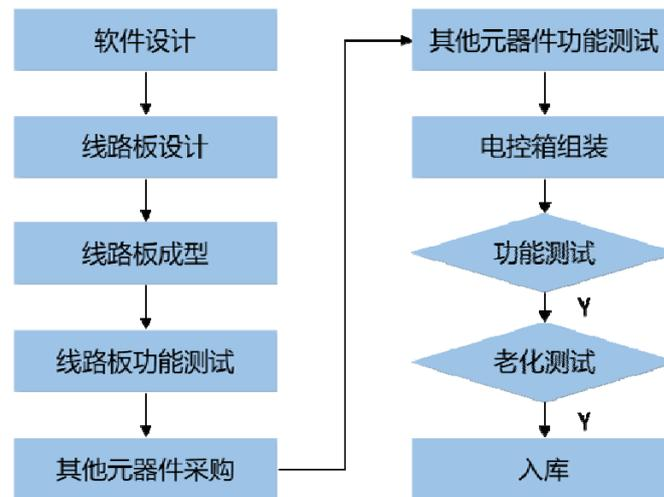 软件设计
线路板设计
线路板成型
线路板功能测试
其他元器件采购
其他元器件功能测试
电控箱组装
功能测试
Y
老化测试
Y
入库